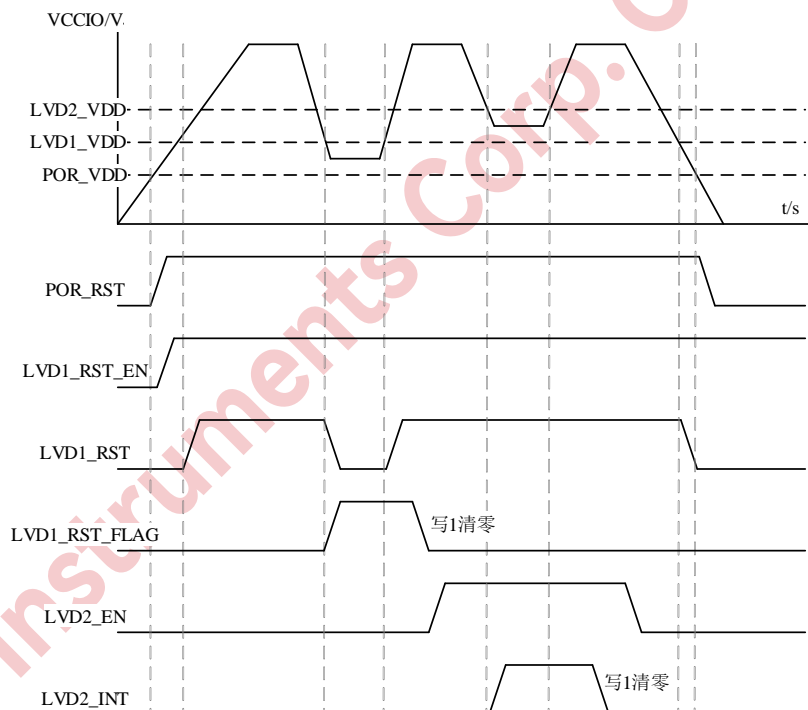 VCCIO/V
LVD2_VDD
LVD1_VDD
POR_VDD
t/s
POR_RST
LVD1_RST_EN
LVD1_RST
LVD1_RST_FLAG
写1清零
LVD2_EN
写1清零
LVD2_INT
Instruments Corp. C